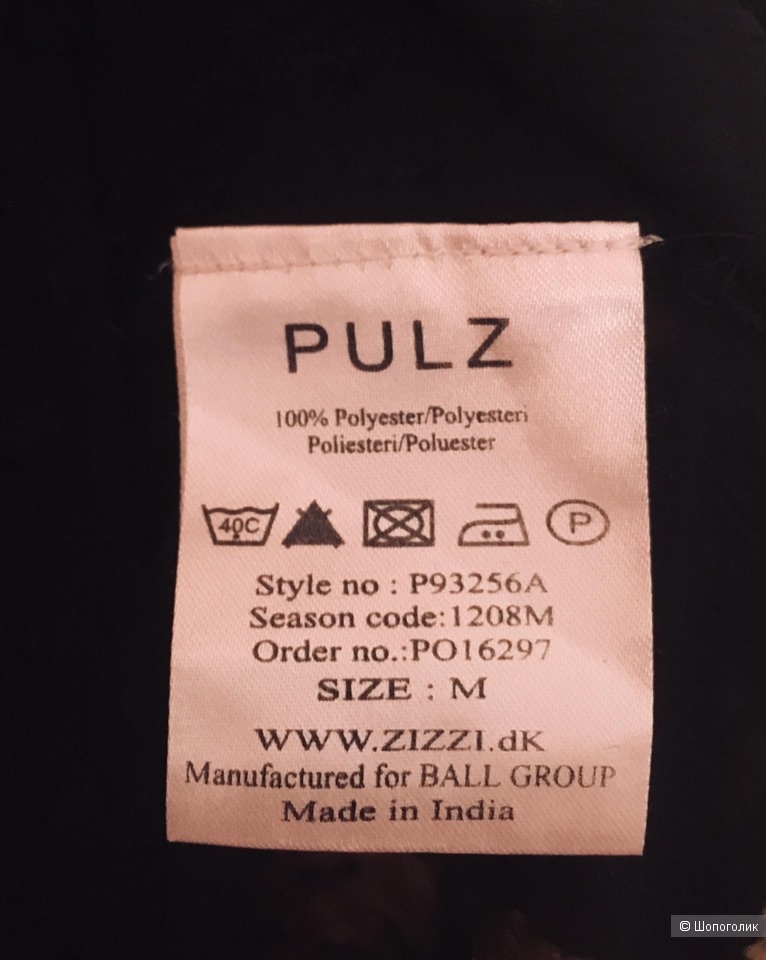 PULZ
100% Polyester/Polyesteri
Poliesteri/Poluester
40C
P
Style no : P93256A
Season code:1208M
Order no.:PO16297
SIZE : M
WWW.ZIZZI.dK
Manufactured for BALL GROUP
Made in India
© Шопоголик